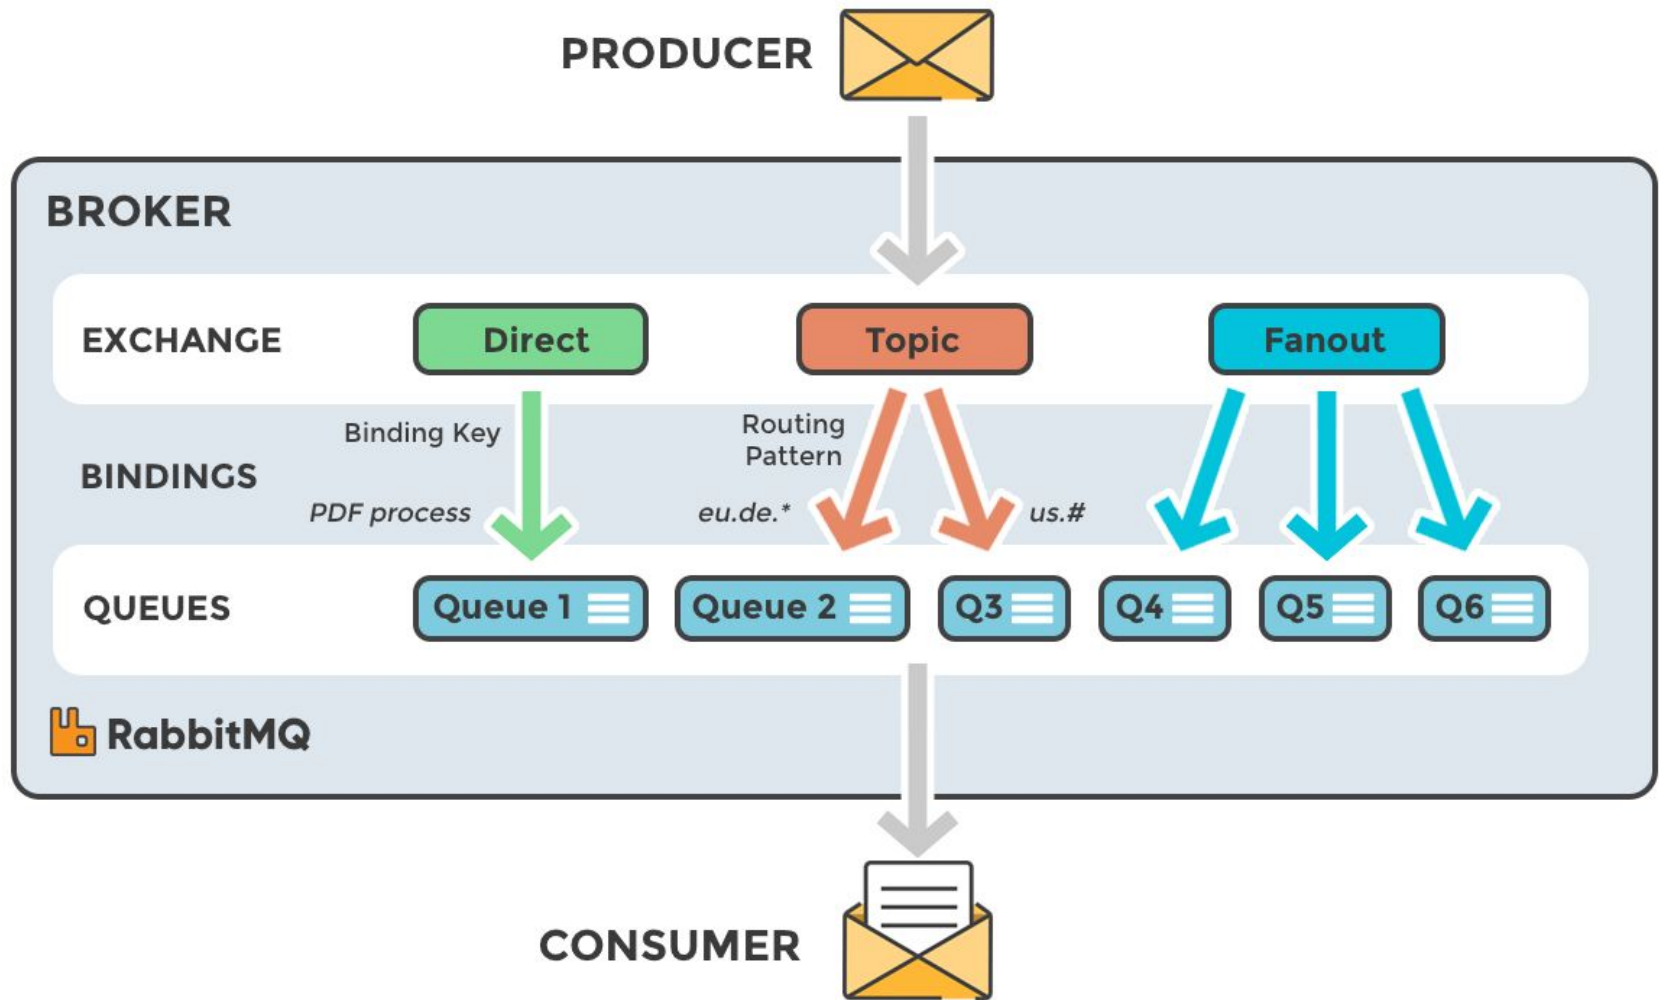 PRODUCER
BROKER
EXCHANGE
Direct
Topic
Fanout
BINDINGS
Binding Key
PDF process
Routing
Pattern
eu.de.*
us.#
QUEUES
Queue 1
Queue 2
Q3
Q4
Q5
Q6
RabbitMQ
CONSUMER